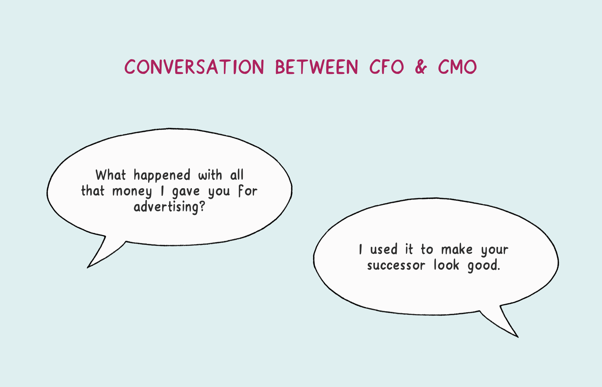 CONVERSATION BETWEEN CFO & CMO
What happened with all
that money I gave you for
advertising?
I used it to make your
successor look good.